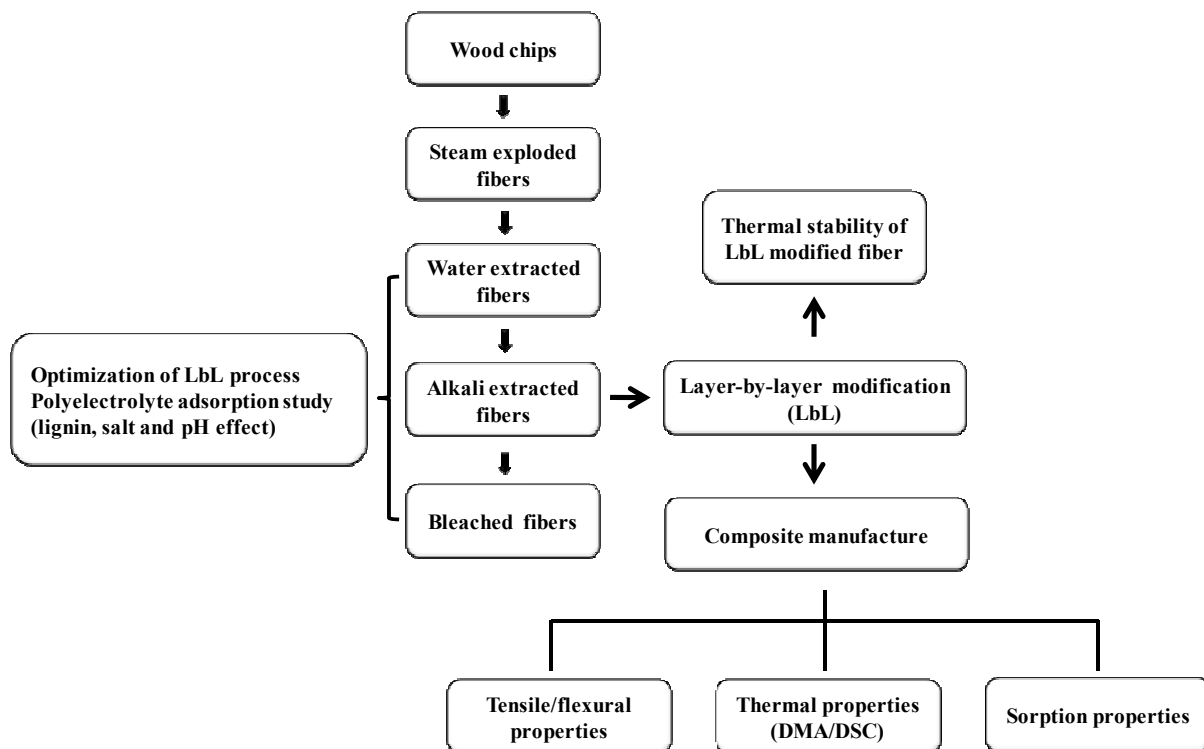 Wood chips
Steam exploded
fibers
Thermal stability of
LbL modified fiber
Water extracted
fibers
Optimization of LbL process
Polyelectrolyte adsorption study
(lignin, salt and pH effect)
Alkali extracted
fibers
Layer-by-layer modification
(LbL)
Bleached fibers
Composite manufacture
Tensile/flexural
properties
Thermal properties
(DMA/DSC)
Sorption properties